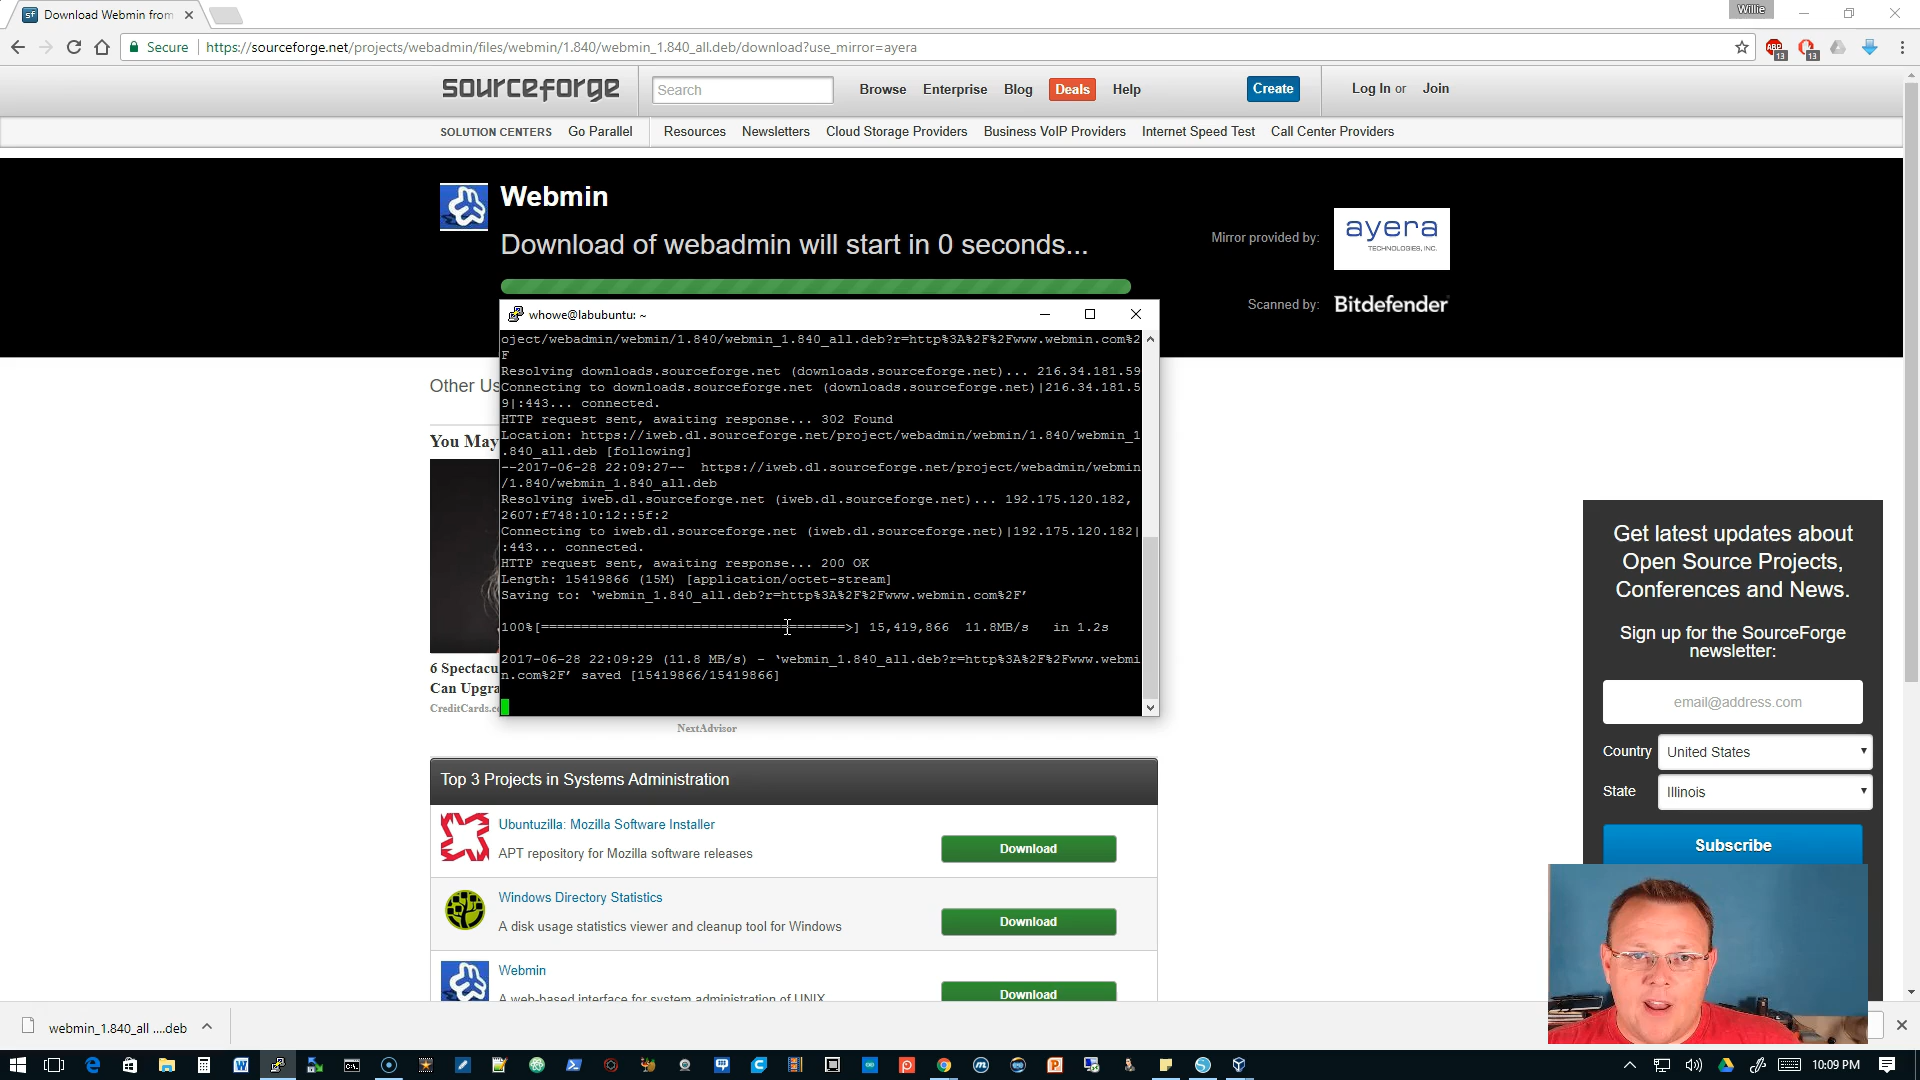 Download Webmin from
Willie
Secure
https://sourceforge.net/projects/webadmin/files/webmin/1.840/webmin_1.840_all.deb/download?use_mirror=ayera
ABP
13
13
sourceforge
Search
Browse
Enterprise
Blog
Deals
Help
Create
Log In or
Join
SOLUTION CENTERS
Go Parallel
Resources
Newsletters
Cloud Storage Providers
Business VoIP Providers
Internet Speed Test
Call Center Providers
Webmin
Download of webadmin will start in 0 seconds...
Mirror provided by:
ayera
TECHNOLOGIES, INC.
Scanned by:
Bitdefender
whowe@labubuntu: ~
oject/webadmin/webmin/1.840/webmin_1.840_all.deb?r=http%3A%2F%2Fwww.webmin.com%2
F
Resolving downloads.sourceforge.net (downloads.sourceforge.net)... 216.34.181.59
Connecting to downloads.sourceforge.net (downloads.sourceforge.net)|216.34.181.5
9|:443... connected.
HTTP request sent, awaiting response... 302 Found
Location: https://iweb.dl.sourceforge.net/project/webadmin/webmin/1.840/webmin_1
.840_all.deb [following]
--2017-06-28 22:09:27--  https://iweb.dl.sourceforge.net/project/webadmin/webmin
/1.840/webmin_1.840_all.deb
Resolving iweb.dl.sourceforge.net (iweb.dl.sourceforge.net)... 192.175.120.182,
2607:f748:10:12::5f:2
Connecting to iweb.dl.sourceforge.net (iweb.dl.sourceforge.net)|192.175.120.182|
:443... connected.
HTTP request sent, awaiting response... 200 OK
Length: 15419866 (15M) [application/octet-stream]
Saving to: ‘webmin_1.840_all.deb?r=http%3A%2F%2Fwww.webmin.com%2F’
100%[======================================>] 15,419,866  11.8MB/s   in 1.2s
2017-06-28 22:09:29 (11.8 MB/s) - ‘webmin_1.840_all.deb?r=http%3A%2F%2Fwww.webmi
n.com%2F’ saved [15419866/15419866]
Other Us
You May
6 Spectacu
Can Upgra
CreditCards.c
NextAdvisor
Top 3 Projects in Systems Administration
Ubuntuzilla: Mozilla Software Installer
APT repository for Mozilla software releases
Download
Windows Directory Statistics
A disk usage statistics viewer and cleanup tool for Windows
Download
Webmin
A web-based interface for system administration of UNIX
Download
Get latest updates about
Open Source Projects,
Conferences and News.
Sign up for the SourceForge
newsletter:
email@address.com
Country
United States
State
Illinois
Subscribe
webmin_1.840_all ....deb
10:09 PM